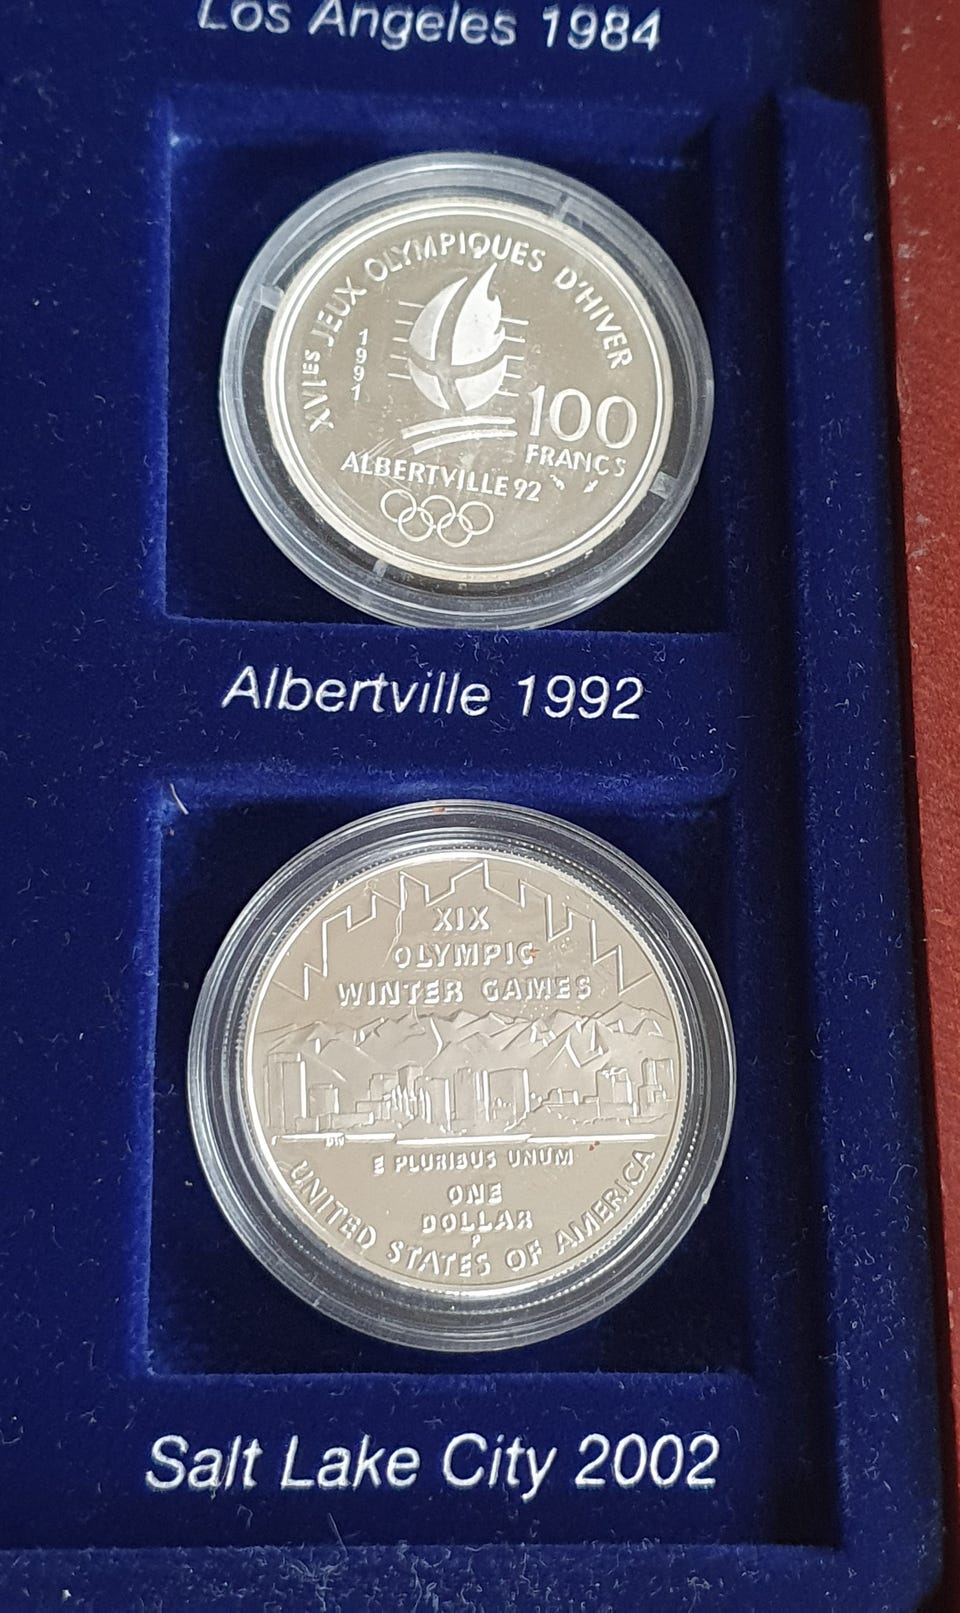 Los Angeles 1984
XVIES JEUX OLYMPIQUES D'HIVER
1991
100
FRANCS
ALBERTVILLE 92
Albertville 1992
XIX
OLYMPIC
WINTER GAMES
E PLURIBUS UNUM
ONE
DOLLAR
P
UNITED STATES OF AMERICA
Salt Lake City 2002